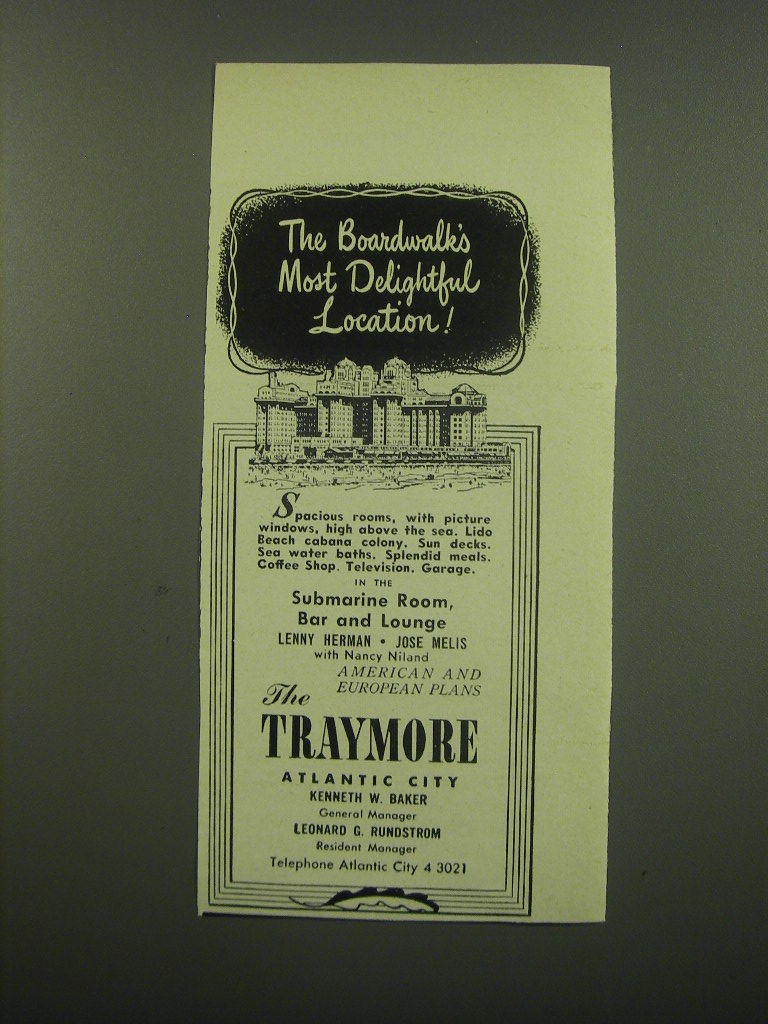 The Boardwalk's
Most Delightful
Location!
Spacious rooms, with picture
windows, high above the sea. Lido
Beach cabana colony. Sun decks.
Sea water baths. Splendid meals.
Coffee Shop. Television. Garage.
IN THE
Submarine Room,
Bar and Lounge
LENNY HERMAN • JOSE MELIS
with Nancy Niland
AMERICAN AND
EUROPEAN PLANS
The
TRAYMORE
ATLANTIC CITY
KENNETH W. BAKER
General Manager
LEONARD G. RUNDSTROM
Resident Manager
Telephone Atlantic City 4 3021